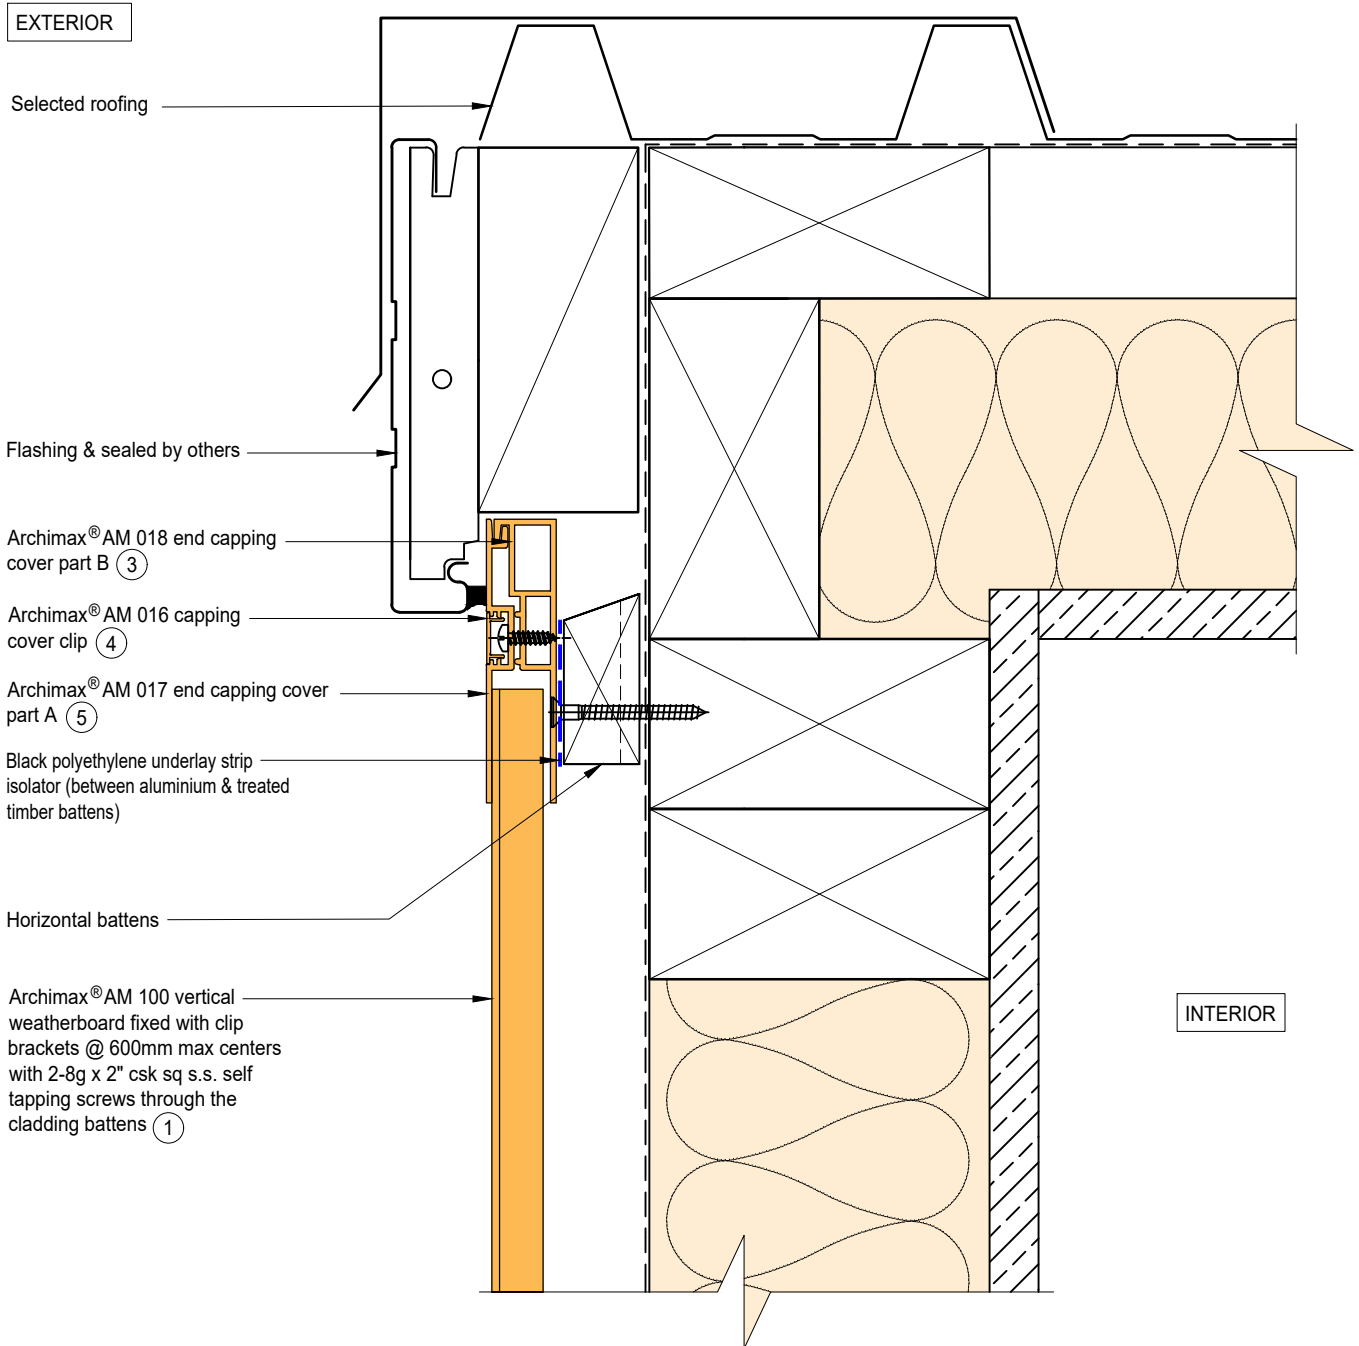 EXTERIOR
Selected roofing
Flashing & sealed by others
Archimax® AM 018 end capping
cover part B 3
Archimax® AM 016 capping
cover clip 4
Archimax® AM 017 end capping cover
part A 5
Black polyethylene underlay strip
isolator (between aluminium & treated
timber battens)
Horizontal battens
Archimax® AM 100 vertical
weatherboard fixed with clip
brackets @ 600mm max centers
with 2-8g x 2" csk sq s.s. self
tapping screws through the
cladding battens 1
INTERIOR